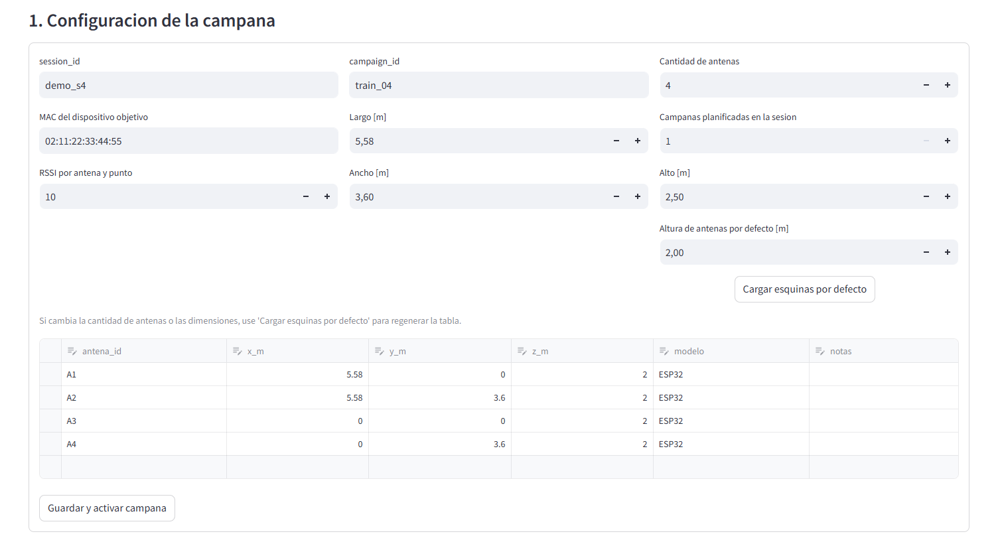 1. Configuracion de la campana
session_id campaign_id Cantidad de antenas
demo_s4 train_04 4
MAC del dispositivo objetivo Largo [m] Campanas planificadas en la sesion
02:11:22:33:44:55 5,58 1
RSSI por antena y punto Ancho [m] Alto [m]
10 3,60 2,50
Altura de antenas por defecto [m]
2,00
Cargar esquinas por defecto
Si cambia la cantidad de antenas o las dimensiones, use 'Cargar esquinas por defecto' para regenerar la tabla.
antena_id x_m y_m z_m modelo notas
A1 5.58 0 2 ESP32
A2 5.58 3.6 2 ESP32
A3 0 0 2 ESP32
A4 0 3.6 2 ESP32
Guardar y activar campana